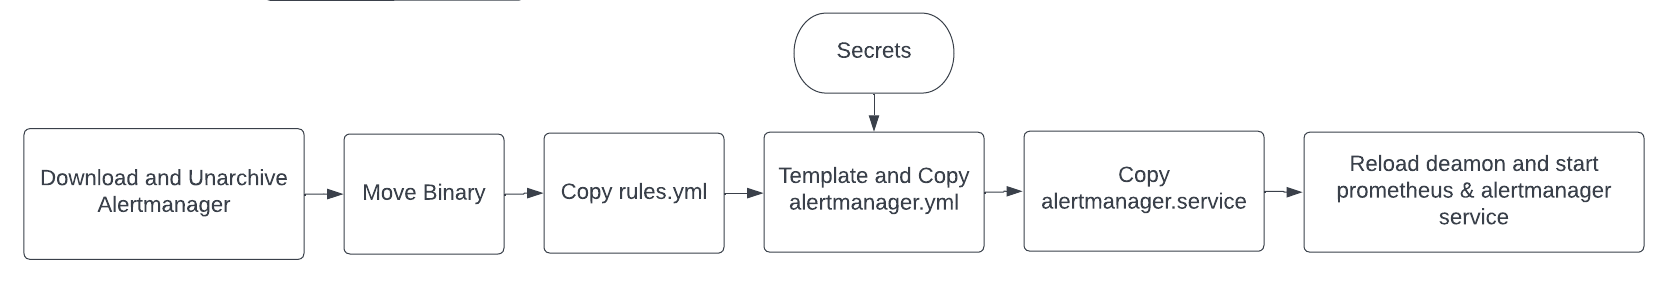 Secrets
Download and Unarchive
Alertmanager
Move Binary
Copy rules.yml
Template and Copy
alertmanager.yml
Copy
alertmanager.service
Reload deamon and start
prometheus & alertmanager
service